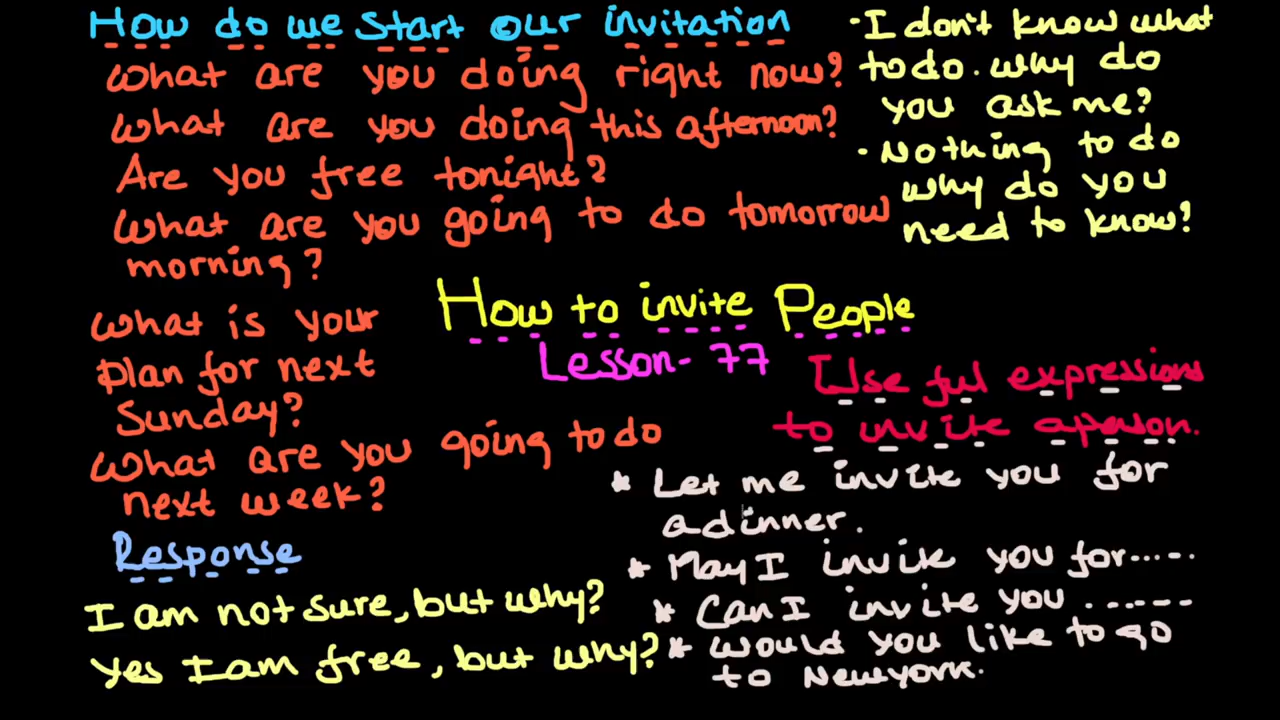 How do we Start our invitation
What are you doing right now?
What are you doing this afternoon?
Are you free tonight?
What are you going to do tomorrow
morning?
What is your
plan for next
Sunday?
What are you going to do
next week?
Response
I am not sure, but why?
Yes I am free, but why?
· I don't know what
to do. why do
you ask me?
· Nothing to do
why do you
need to know?
How to invite People
Lesson- 77
Use ful expressions
to invite a person.
* Let me invite you for
a dinner.
* May I invite you for.....
* Can I invite you ......
* Would you like to go
to Newyork.